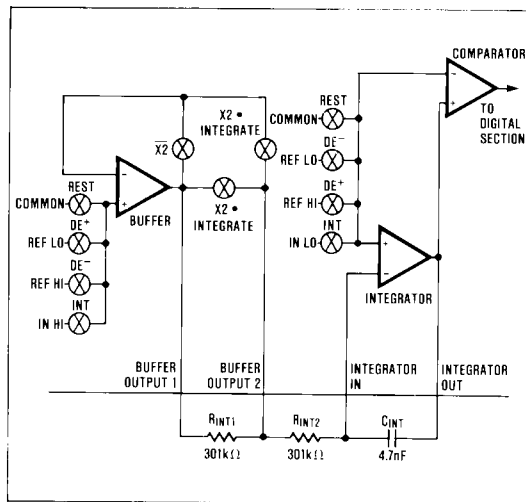 COMPARATOR
−
+
TO
DIGITAL
SECTION
X2 •
INTEGRATE
X̅2̅
REST
COMMON
DE⁻
REF LO
DE⁺
REF HI
INT
IN LO
−
+
BUFFER
X2 •
INTEGRATE
REST
COMMON
DE⁺
REF LO
DE⁻
REF HI
INT
IN HI
+
−
INTEGRATOR
BUFFER
OUTPUT 1
BUFFER
OUTPUT 2
INTEGRATOR
IN
INTEGRATOR
OUT
RINT1
301kΩ
RINT2
301kΩ
CINT
4.7nF